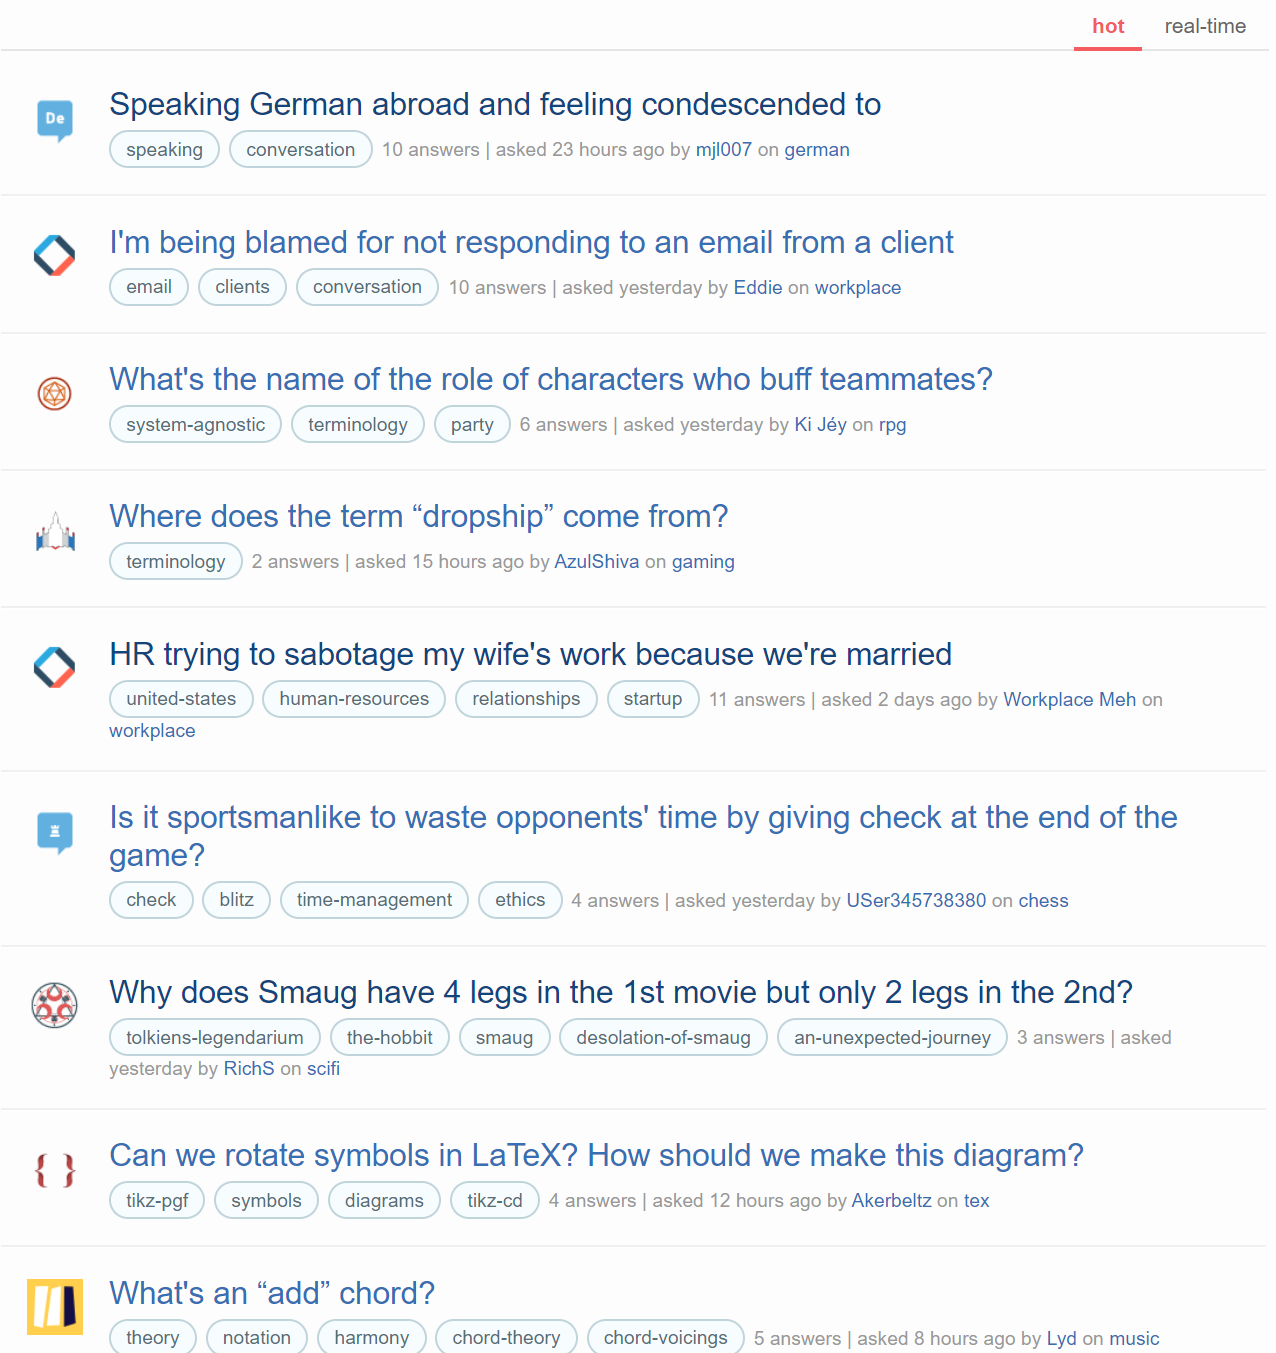 hot real-time
Speaking German abroad and feeling condescended to
De
speaking conversation 10 answers | asked 23 hours ago by mjl007 on german
I'm being blamed for not responding to an email from a client
email clients conversation 10 answers | asked yesterday by Eddie on workplace
What's the name of the role of characters who buff teammates?
system-agnostic terminology party 6 answers | asked yesterday by Ki Jéy on rpg
Where does the term “dropship” come from?
terminology 2 answers | asked 15 hours ago by AzulShiva on gaming
HR trying to sabotage my wife's work because we're married
united-states human-resources relationships startup 11 answers | asked 2 days ago by Workplace Meh on
workplace
Is it sportsmanlike to waste opponents' time by giving check at the end of the
game?
check blitz time-management ethics 4 answers | asked yesterday by USer345738380 on chess
Why does Smaug have 4 legs in the 1st movie but only 2 legs in the 2nd?
tolkiens-legendarium the-hobbit smaug desolation-of-smaug an-unexpected-journey 3 answers | asked
yesterday by RichS on scifi
Can we rotate symbols in LaTeX? How should we make this diagram?
{ }
tikz-pgf symbols diagrams tikz-cd 4 answers | asked 12 hours ago by Akerbeltz on tex
What's an “add” chord?
theory notation harmony chord-theory chord-voicings 5 answers | asked 8 hours ago by Lyd on music